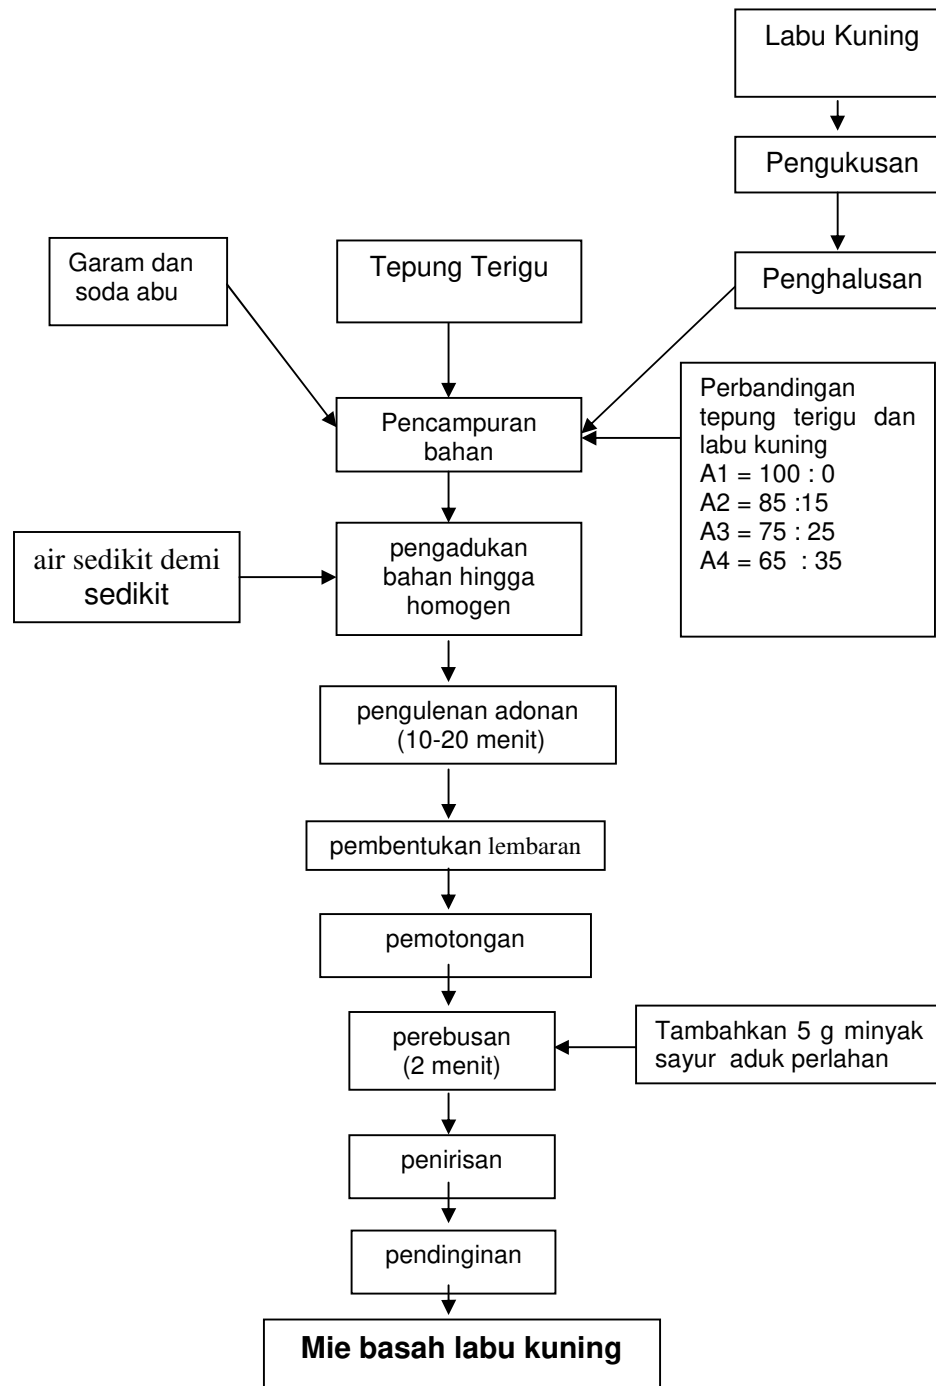 Labu Kuning
Pengukusan
Penghalusan
Garam dan
soda abu
Tepung Terigu
Perbandingan
tepung terigu dan
labu kuning
A1 = 100 : 0
A2 = 85 :15
A3 = 75 : 25
A4 = 65 : 35
Pencampuran
bahan
air sedikit demi
sedikit
pengadukan
bahan hingga
homogen
pengulenan adonan
(10-20 menit)
pembentukan lembaran
pemotongan
perebusan
(2 menit)
Tambahkan 5 g minyak
sayur aduk perlahan
penirisan
pendinginan
Mie basah labu kuning